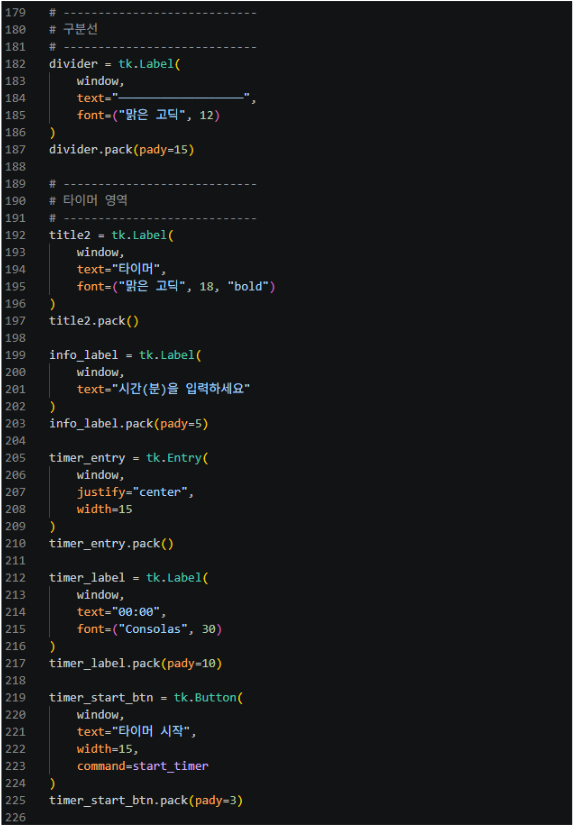 179 # ----------------------------
180 # 구분선
181 # ----------------------------
182 divider = tk.Label(
183     window,
184     text="──────────────────",
185     font=("맑은 고딕", 12)
186 )
187 divider.pack(pady=15)
188
189 # ----------------------------
190 # 타이머 영역
191 # ----------------------------
192 title2 = tk.Label(
193     window,
194     text="타이머",
195     font=("맑은 고딕", 18, "bold")
196 )
197 title2.pack()
198
199 info_label = tk.Label(
200     window,
201     text="시간(분)을 입력하세요"
202 )
203 info_label.pack(pady=5)
204
205 timer_entry = tk.Entry(
206     window,
207     justify="center",
208     width=15
209 )
210 timer_entry.pack()
211
212 timer_label = tk.Label(
213     window,
214     text="00:00",
215     font=("Consolas", 30)
216 )
217 timer_label.pack(pady=10)
218
219 timer_start_btn = tk.Button(
220     window,
221     text="타이머 시작",
222     width=15,
223     command=start_timer
224 )
225 timer_start_btn.pack(pady=3)
226